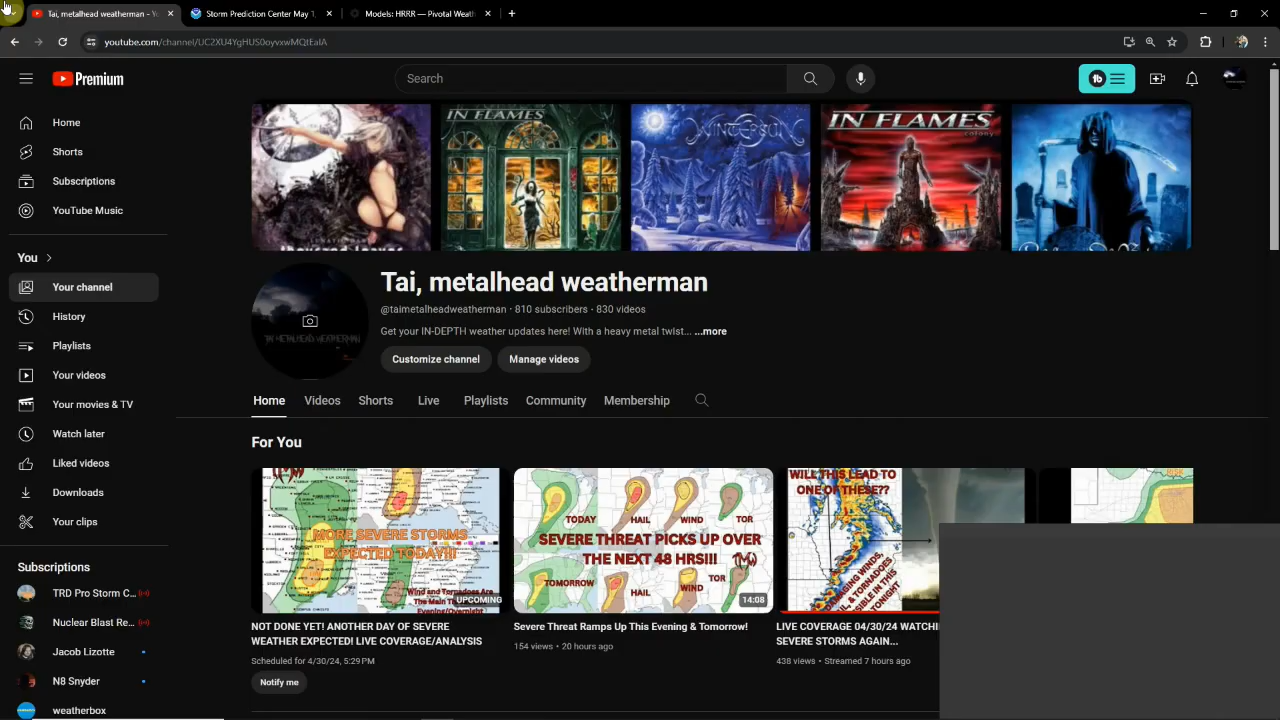 Tai, metalhead weatherman - Y
Storm Prediction Center May 1,
Models: HRRR — Pivotal Weath
youtube.com/channel/UC2XU4YgHUS0oyvxwMQtEaIA
Premium
Search
Home
Shorts
Subscriptions
YouTube Music
You
Your channel
History
Playlists
Your videos
Your movies & TV
Watch later
Liked videos
Downloads
Your clips
Subscriptions
TRD Pro Storm C...
Nuclear Blast Re...
Jacob Lizotte
N8 Snyder
weatherbox
IN FLAMES
WINTERSUN
IN FLAMES
colony
Tai, metalhead weatherman
@taimetalheadweatherman · 810 subscribers · 830 videos
Get your IN-DEPTH weather updates here! With a heavy metal twist... ...more
Customize channel
Manage videos
Home
Videos
Shorts
Live
Playlists
Community
Membership
For You
MORE SEVERE STORMS
EXPECTED TODAY!!!
Wind and Tornadoes Are
The Main T
Evening/Overnight
UPCOMING
NOT DONE YET! ANOTHER DAY OF SEVERE
WEATHER EXPECTED! LIVE COVERAGE/ANALYSIS
Scheduled for 4/30/24, 5:29 PM
Notify me
TODAY
HAIL
WIND
TOR
SEVERE THREAT PICKS UP OVER
THE NEXT 48 HRS!!!
TOMORROW
HAIL
WIND
TOR
14:08
Severe Threat Ramps Up This Evening & Tomorrow!
154 views • 20 hours ago
WILL THIS LEAD TO
ONE OF THESE??
DAMAGING WINDS,
HAIL, TORNADOES
POSSIBLE IN THIS
TONIGH
LIVE COVERAGE 04/30/24 WATCHI
SEVERE STORMS AGAIN...
438 views • Streamed 7 hours ago